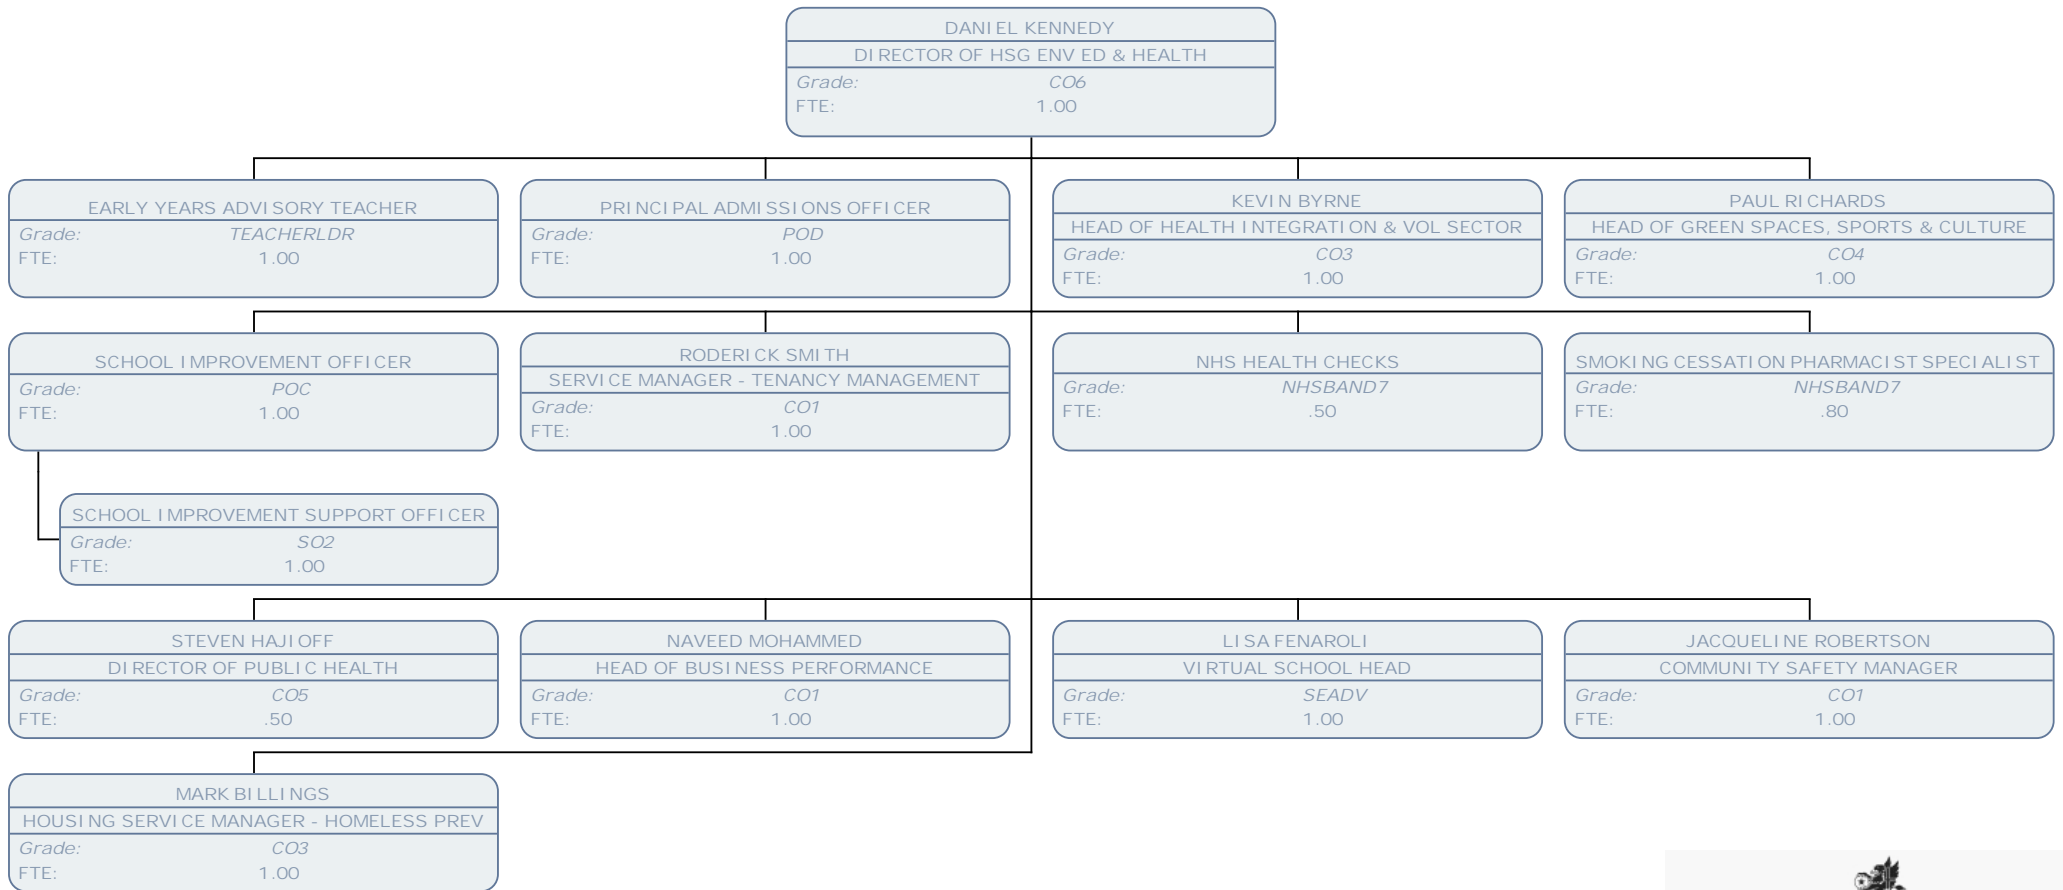 DANIEL KENNEDY
DIRECTOR OF HSG ENV ED & HEALTH
Grade: CO6
FTE: 1.00
EARLY YEARS ADVISORY TEACHER
Grade: TEACHERLDR
FTE: 1.00
PRINCIPAL ADMISSIONS OFFICER
Grade: POD
FTE: 1.00
KEVIN BYRNE
HEAD OF HEALTH INTEGRATION & VOL SECTOR
Grade: CO3
FTE: 1.00
PAUL RICHARDS
HEAD OF GREEN SPACES, SPORTS & CULTURE
Grade: CO4
FTE: 1.00
SCHOOL IMPROVEMENT OFFICER
Grade: POC
FTE: 1.00
RODERICK SMITH
SERVICE MANAGER - TENANCY MANAGEMENT
Grade: CO1
FTE: 1.00
NHS HEALTH CHECKS
Grade: NHSBAND7
FTE: .50
SMOKING CESSATION PHARMACIST SPECIALIST
Grade: NHSBAND7
FTE: .80
SCHOOL IMPROVEMENT SUPPORT OFFICER
Grade: SO2
FTE: 1.00
STEVEN HAJIOFF
DIRECTOR OF PUBLIC HEALTH
Grade: CO5
FTE: .50
NAVEED MOHAMMED
HEAD OF BUSINESS PERFORMANCE
Grade: CO1
FTE: 1.00
LISA FENAROLI
VIRTUAL SCHOOL HEAD
Grade: SEADV
FTE: 1.00
JACQUELINE ROBERTSON
COMMUNITY SAFETY MANAGER
Grade: CO1
FTE: 1.00
MARK BILLINGS
HOUSING SERVICE MANAGER - HOMELESS PREV
Grade: CO3
FTE: 1.00